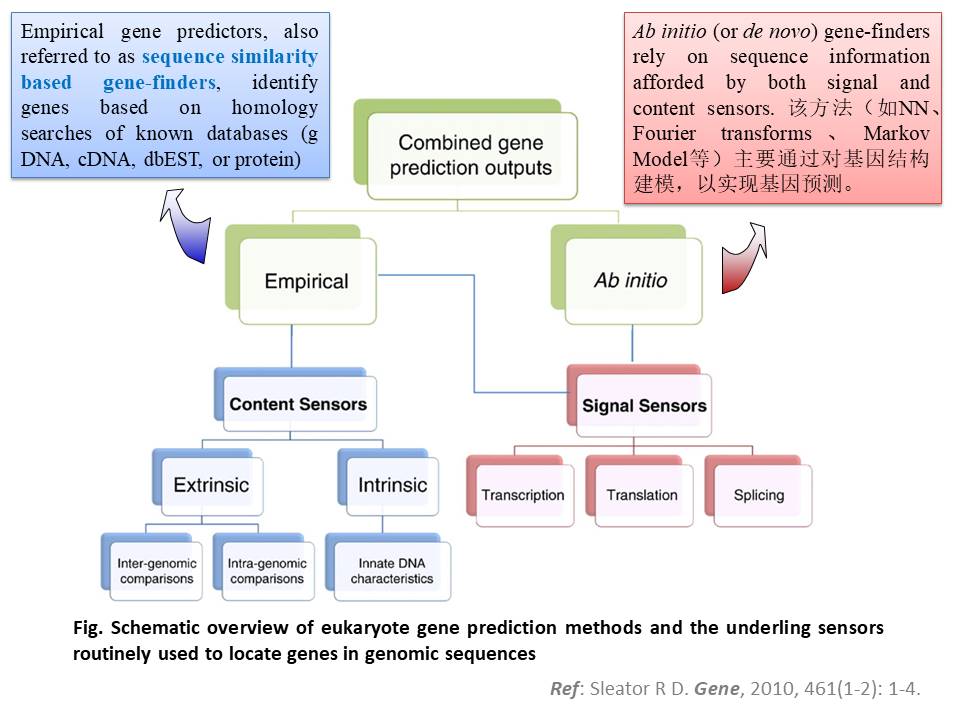 Empirical gene predictors, also
referred to as sequence similarity
based gene-finders, identify
genes based on homology
searches of known databases (g
DNA, cDNA, dbEST, or protein)
Ab initio (or de novo) gene-finders
rely on sequence information
afforded by both signal and
content sensors. 该方法（如NN、
Fourier transforms 、 Markov
Model等）主要通过对基因结构
建模，以实现基因预测。
Combined gene
prediction outputs
Empirical
Ab initio
Content Sensors
Signal Sensors
Extrinsic
Intrinsic
Transcription
Translation
Splicing
Inter-genomic
comparisons
Intra-genomic
comparisons
Innate DNA
characteristics
Fig. Schematic overview of eukaryote gene prediction methods and the underling sensors
routinely used to locate genes in genomic sequences
Ref: Sleator R D. Gene, 2010, 461(1-2): 1-4.